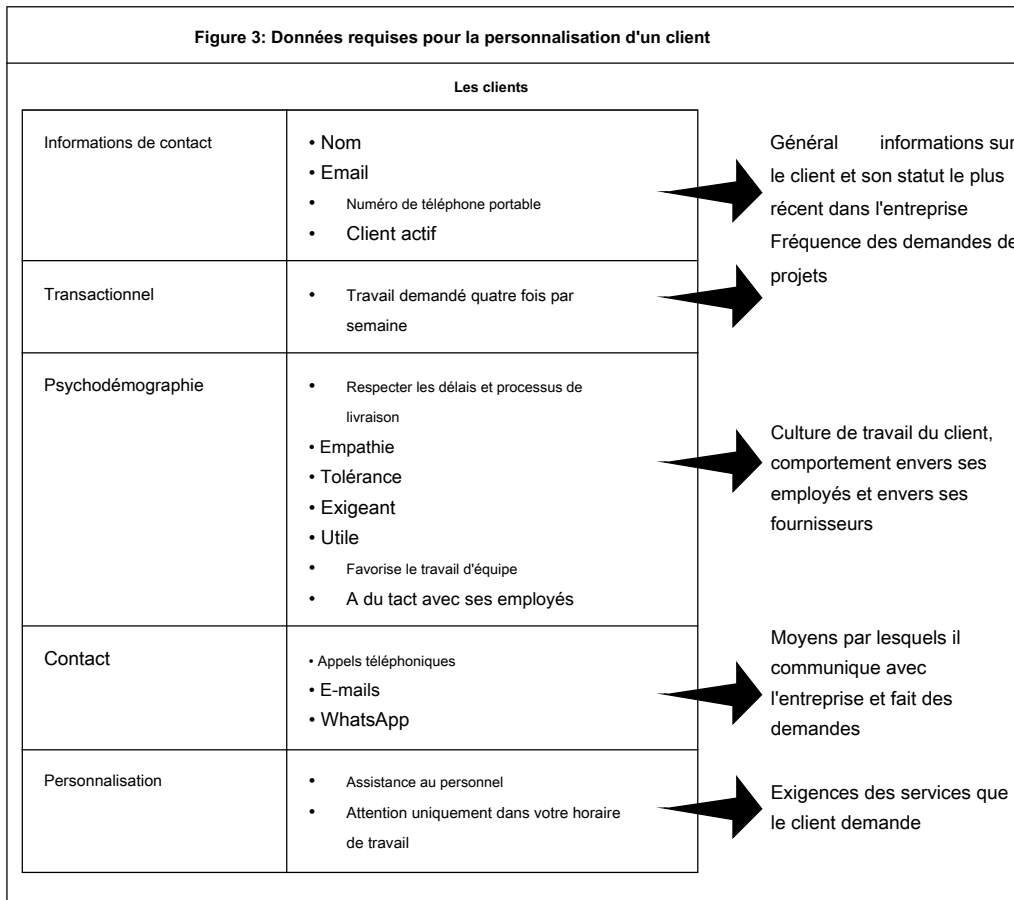 Figure 3: Données requises pour la personnalisation d'un client
Les clients
Informations de contact
• Nom
• Email
• Numéro de téléphone portable
• Client actif
Général informations sur
le client et son statut le plus
récent dans l'entreprise
Fréquence des demandes de
projets
Transactionnel
• Travail demandé quatre fois par
semaine
Psychodémographie
• Respecter les délais et processus de
livraison
• Empathie
• Tolérance
• Exigeant
• Utile
• Favorise le travail d'équipe
• A du tact avec ses employés
Culture de travail du client,
comportement envers ses
employés et envers ses
fournisseurs
Contact
• Appels téléphoniques
• E-mails
• WhatsApp
Moyens par lesquels il
communique avec
l'entreprise et fait des
demandes
Personnalisation
• Assistance au personnel
• Attention uniquement dans votre horaire
de travail
Exigences des services que
le client demande